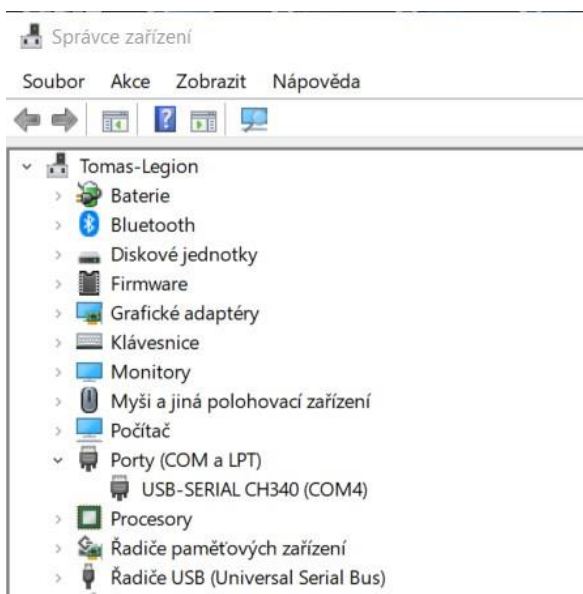 Správce zařízení
Soubor Akce Zobrazit Nápověda
Tomas-Legion
Baterie
Bluetooth
Diskové jednotky
Firmware
Grafické adaptéry
Klávesnice
Monitory
Myši a jiná polohovací zařízení
Počítač
Porty (COM a LPT)
USB-SERIAL CH340 (COM4)
Procesory
Řadiče paměťových zařízení
Řadiče USB (Universal Serial Bus)